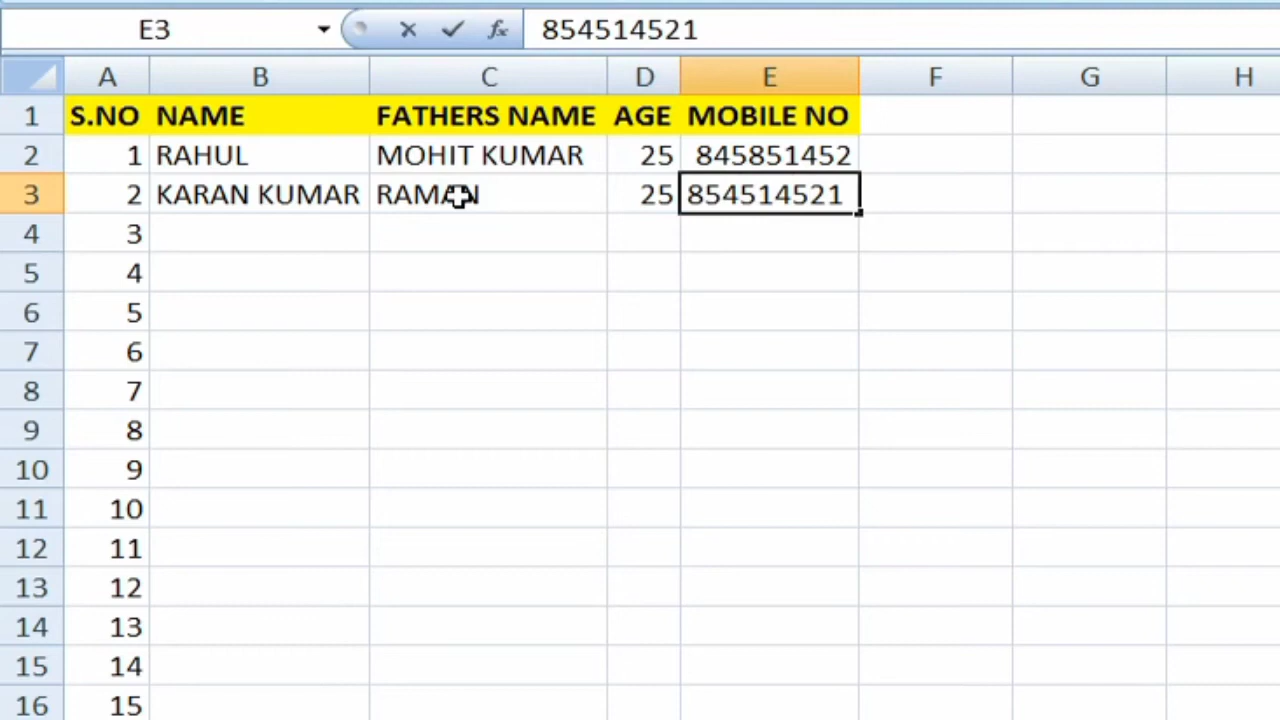 E3 fx 854514521
A B C D E F G H
1 S.NO NAME FATHERS NAME AGE MOBILE NO
2 1 RAHUL MOHIT KUMAR 25 845851452
3 2 KARAN KUMAR RAMAN 25 854514521
4 3
5 4
6 5
7 6
8 7
9 8
10 9
11 10
12 11
13 12
14 13
15 14
16 15